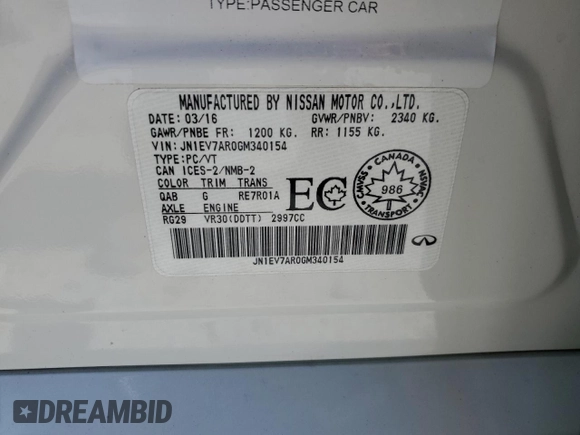 TYPE:PASSENGER CAR
MANUFACTURED BY NISSAN MOTOR CO.,LTD.
DATE: 03/16 GVWR/PNBV: 2340 KG.
GAWR/PNBE FR: 1200 KG. RR: 1155 KG.
VIN: JN1EV7AR0GM340154
TYPE:PC/VT
CAN ICES-2/NMB-2
COLOR TRIM TRANS
QAB G RE7R01A
AXLE ENGINE
RG29 VR30(DDTT) 2997CC
EC
CANADA
CMVSS NSVAC
986
TRANSPORT
JN1EV7AR0GM340154
DREAMBID